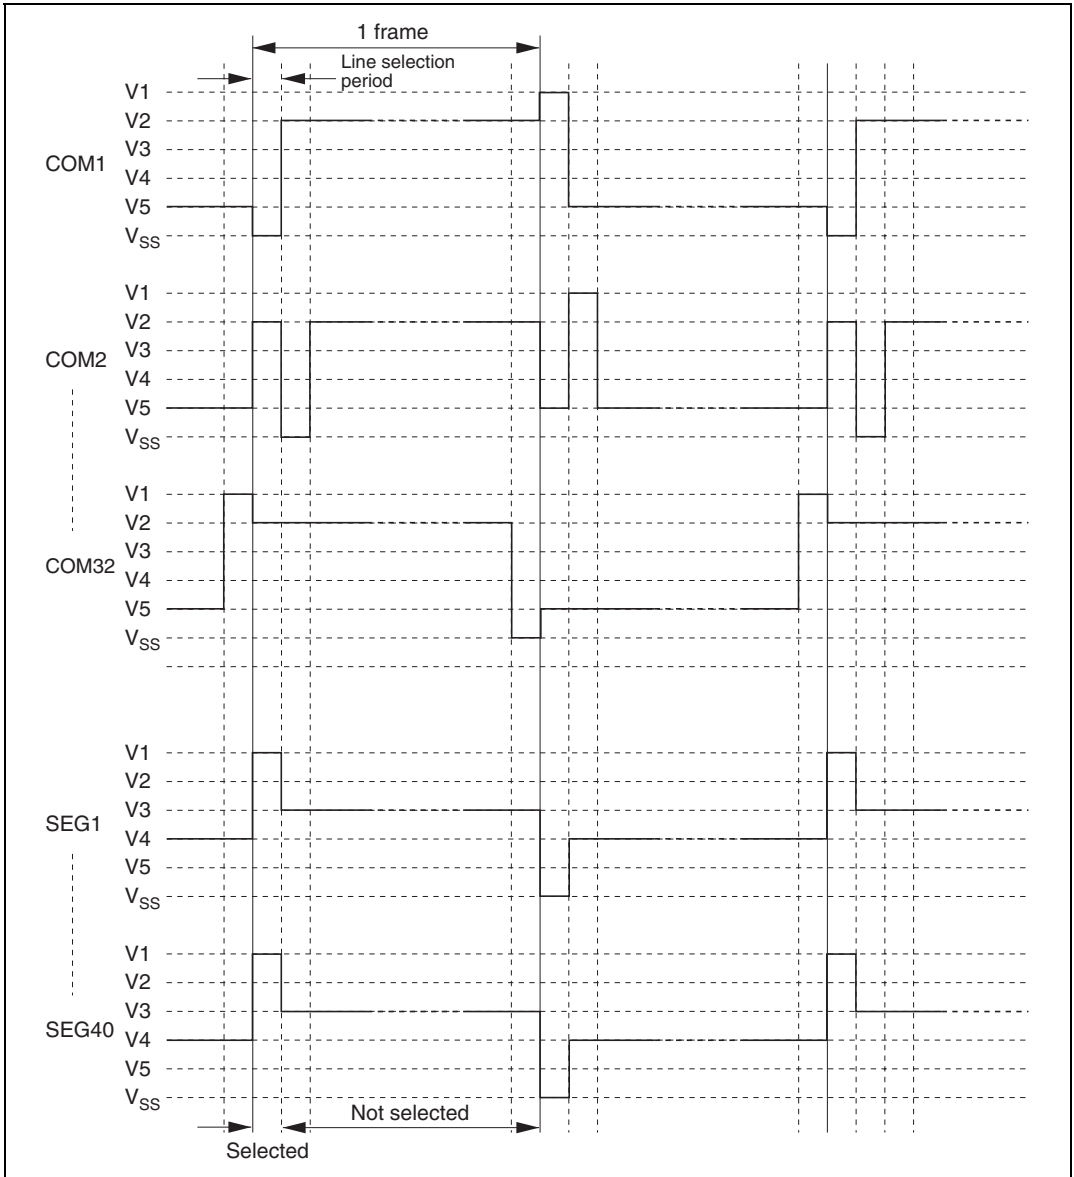 1 frame
Line selection
period
V1
V2
V3
COM1
V4
V5
VSS
V1
V2
V3
COM2
V4
V5
VSS
V1
V2
V3
COM32
V4
V5
VSS
V1
V2
V3
SEG1
V4
V5
VSS
V1
V2
V3
SEG40
V4
V5
VSS
Not selected
Selected